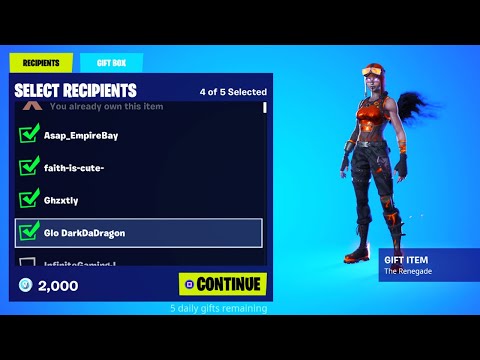 RECIPIENTS
GIFT BOX
SELECT RECIPIENTS
4 of 5 Selected
You already own this item
Asap_EmpireBay
faith-is-cute-
Ghzxtly
Glo DarkDaDragon
2,000
CONTINUE
5 daily gifts remaining
GIFT ITEM
The Renegade